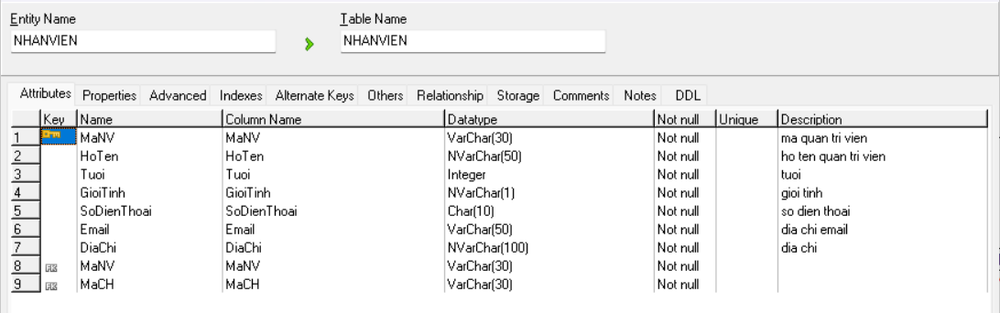 Entity Name Table Name
NHANVIEN NHANVIEN
Attributes Properties Advanced Indexes Alternate Keys Others Relationship Storage Comments Notes DDL
Key Name Column Name Datatype Not null Unique Description
1 MaNV MaNV VarChar(30) Not null ma quan tri vien
2 HoTen HoTen NVarChar(50) Not null ho ten quan tri vien
3 Tuoi Tuoi Integer Not null tuoi
4 GioiTinh GioiTinh NVarChar(1) Not null gioi tinh
5 SoDienThoai SoDienThoai Char(10) Not null so dien thoai
6 Email Email VarChar(50) Not null dia chi email
7 DiaChi DiaChi NVarChar(100) Not null dia chi
8 FK MaNV MaNV VarChar(30) Not null
9 FK MaCH MaCH VarChar(30) Not null